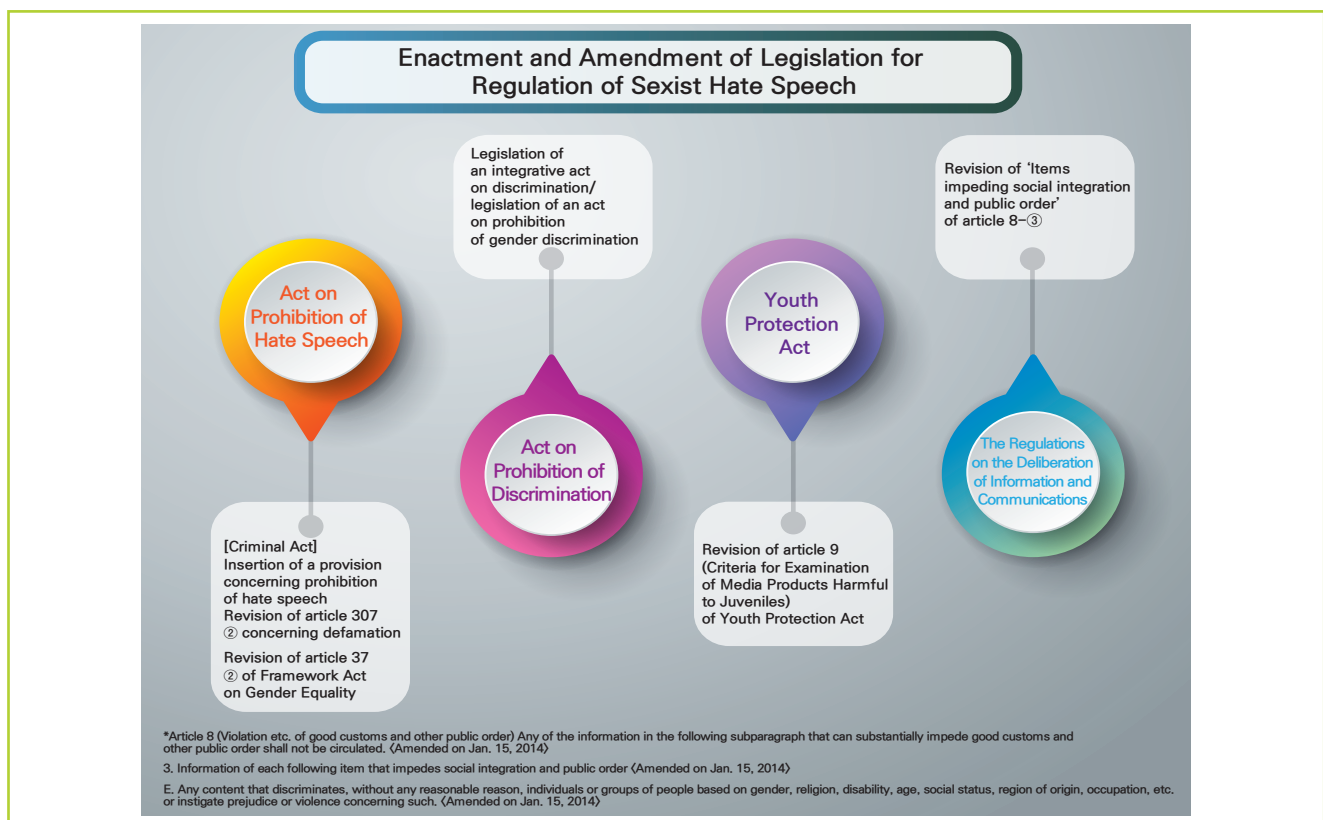 Enactment and Amendment of Legislation for
Regulation of Sexist Hate Speech
Act on
Prohibition of
Hate Speech
[Criminal Act]
Insertion of a provision
concerning prohibition
of hate speech
Revision of article 307
② concerning defamation
Revision of article 37
② of Framework Act
on Gender Equality
Legislation of
an integrative act
on discrimination/
legislation of an act
on prohibition
of gender discrimination
Act on
Prohibition of
Discrimination
Youth
Protection
Act
Revision of article 9
(Criteria for Examination
of Media Products Harmful
to Juveniles)
of Youth Protection Act
Revision of ‘Items
impeding social integration
and public order’
of article 8-③
The Regulations
on the Deliberation
of Information and
Communications
*Article 8 (Violation etc. of good customs and other public order) Any of the information in the following subparagraph that can substantially impede good customs and
other public order shall not be circulated. 〈Amended on Jan. 15, 2014〉
3. Information of each following item that impedes social integration and public order 〈Amended on Jan. 15, 2014〉
E. Any content that discriminates, without any reasonable reason, individuals or groups of people based on gender, religion, disability, age, social status, region of origin, occupation, etc.
or instigate prejudice or violence concerning such. 〈Amended on Jan. 15, 2014〉